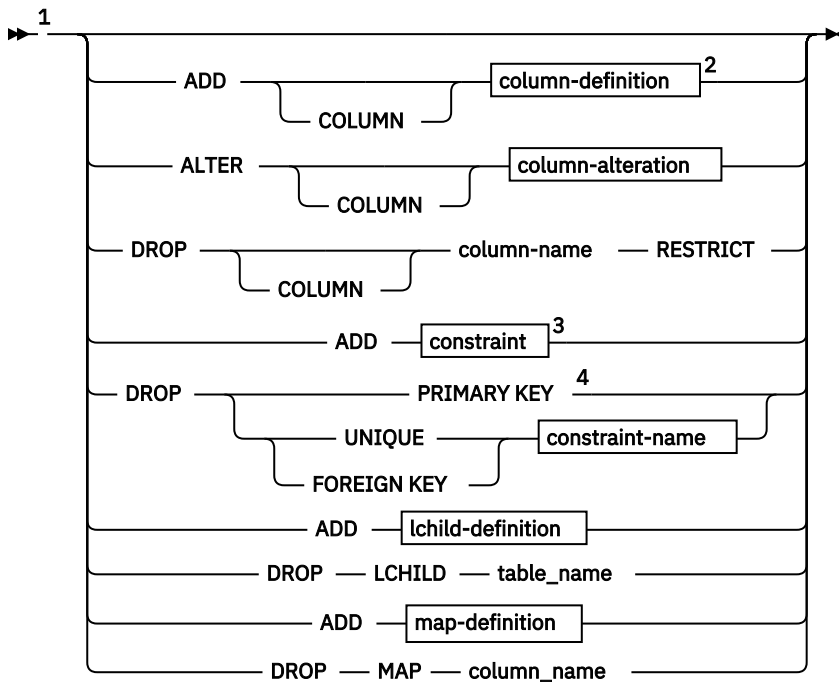 1
ADD column-definition 2
COLUMN
ALTER column-alteration
COLUMN
DROP column-name RESTRICT
COLUMN
ADD constraint 3
DROP PRIMARY KEY 4
UNIQUE constraint-name
FOREIGN KEY
ADD lchild-definition
DROP LCHILD table_name
ADD map-definition
DROP MAP column_name